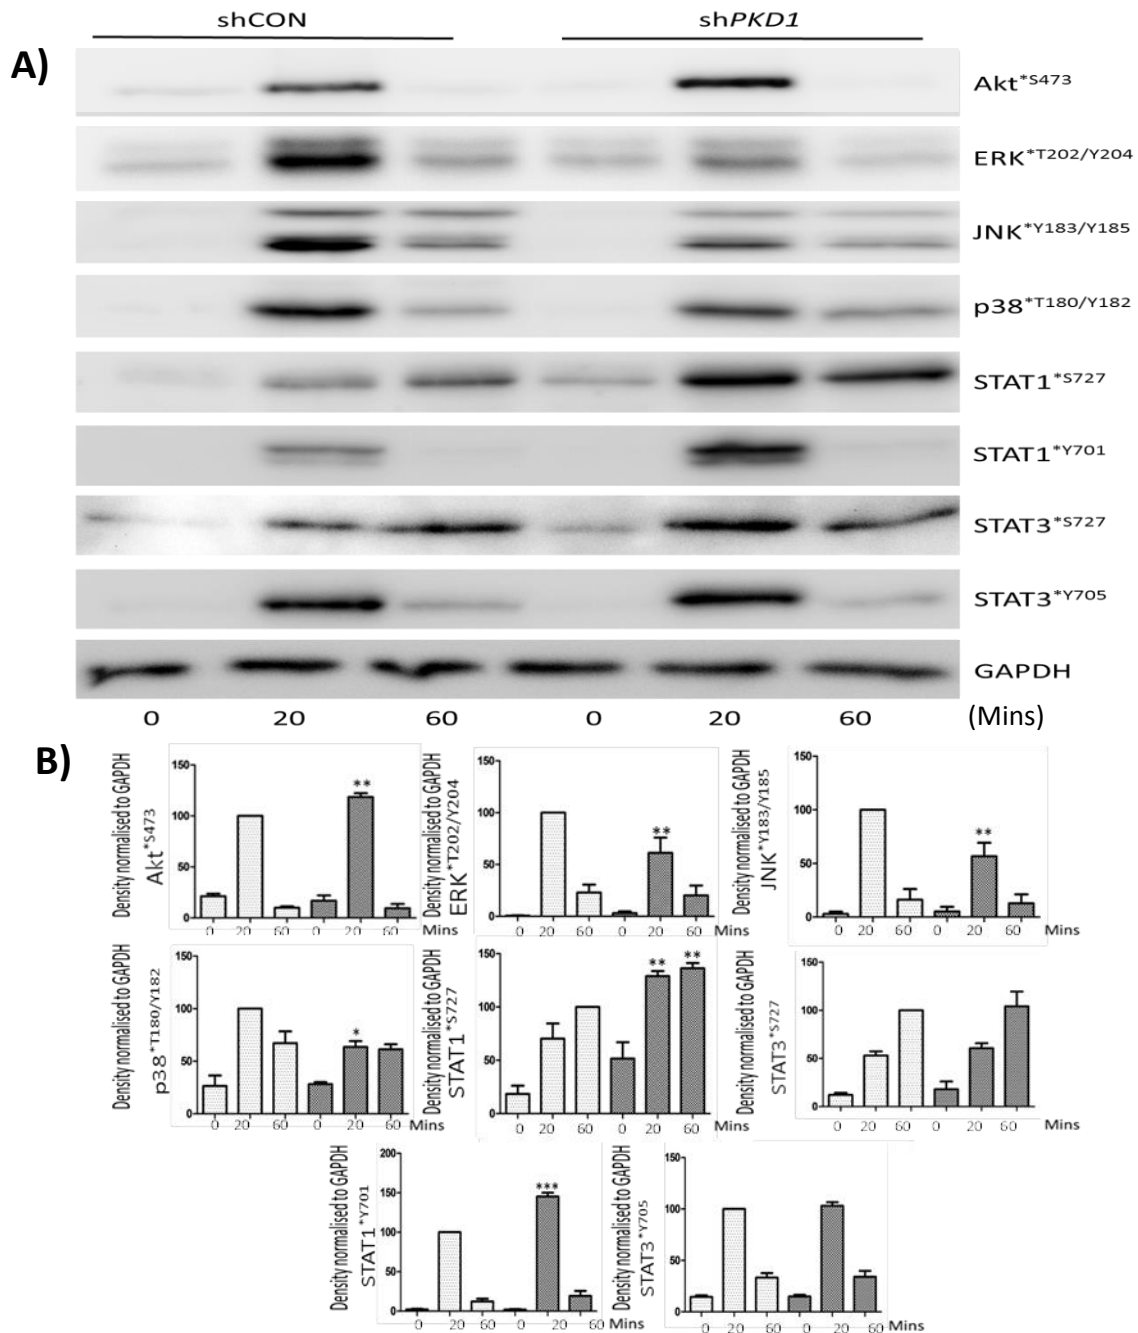 shCON shPKD1
A)
Akt*S473
ERK*T202/Y204
JNK*Y183/Y185
p38*T180/Y182
STAT1*S727
STAT1*Y701
STAT3*S727
STAT3*Y705
GAPDH
0 20 60 0 20 60 (Mins)
B)
Density normalised to GAPDH
Akt*S473
150
100
50
0
**
0 20 60 0 20 60 Mins
Density normalised to GAPDH
ERK*T202/Y204
150
100
50
0
**
0 20 60 0 20 60 Mins
Density normalised to GAPDH
JNK*Y183/Y185
150
100
50
0
**
0 20 60 0 20 60 Mins
Density normalised to GAPDH
p38*T180/Y182
150
100
50
0
*
0 20 60 0 20 60 Mins
Density normalised to GAPDH
STAT1*S727
150
100
50
0
** **
0 20 60 0 20 60 Mins
Density normalised to GAPDH
STAT3*S727
150
100
50
0
0 20 60 0 20 60 Mins
Density normalised to GAPDH
STAT1*Y701
200
150
100
50
0
***
0 20 60 0 20 60 Mins
Density normalised to GAPDH
STAT3*Y705
150
100
50
0
0 20 60 0 20 60 Mins